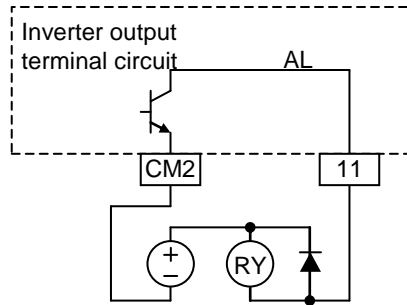 Inverter output
terminal circuit
AL
CM2
11
+
–
RY